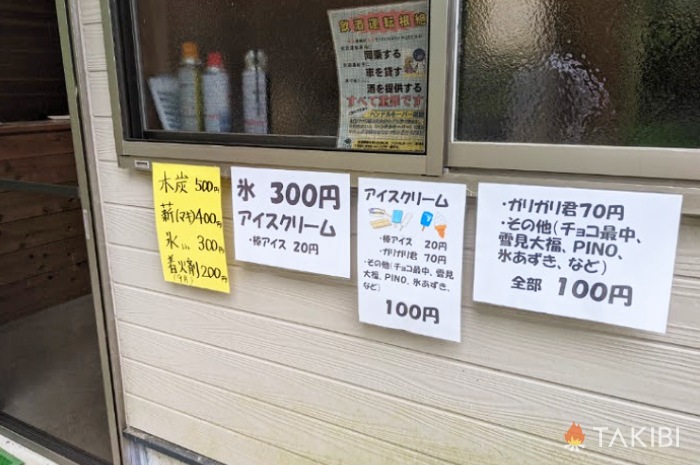 飲酒運転根絶
同乗する
車を貸す
酒を提供する
すべて犯罪です
木炭 500円
薪(マキ)400円
氷 300円
着火剤 200円
氷 300円
アイスクリーム
・棒アイス 20円
アイスクリーム
・棒アイス 20円
・ガリガリ君 70円
・その他(チョコ最中、雪見
大福、PINO、氷あずき、
など)
100円
・ガリガリ君70円
・その他(チョコ最中、
雪見大福、PINO、
氷あずき、など)
全部 100円
TAKIBI